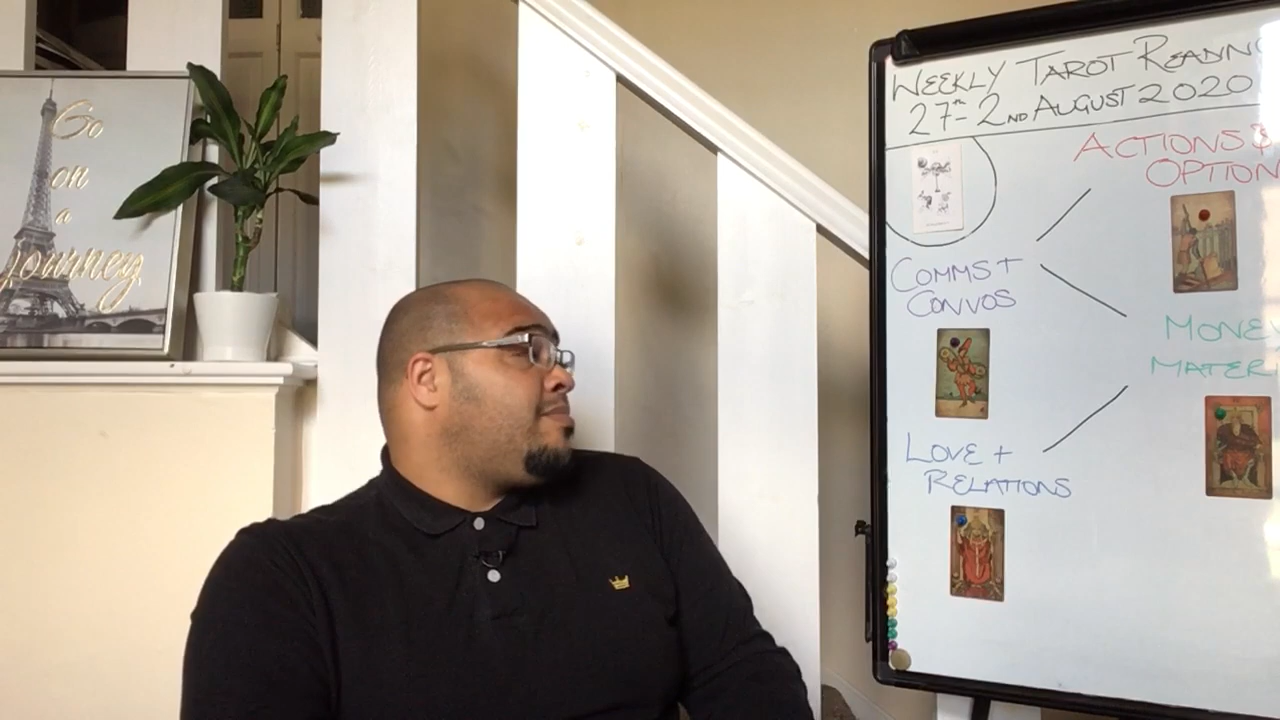 Go
on
a
journey
WEEKLY TAROT READIN
27TH- 2ND AUGUST 2020
ACTIONS &
OPTION
COMMS +
CONVOS
MONEY
MATERI
LOVE +
RELATIONS